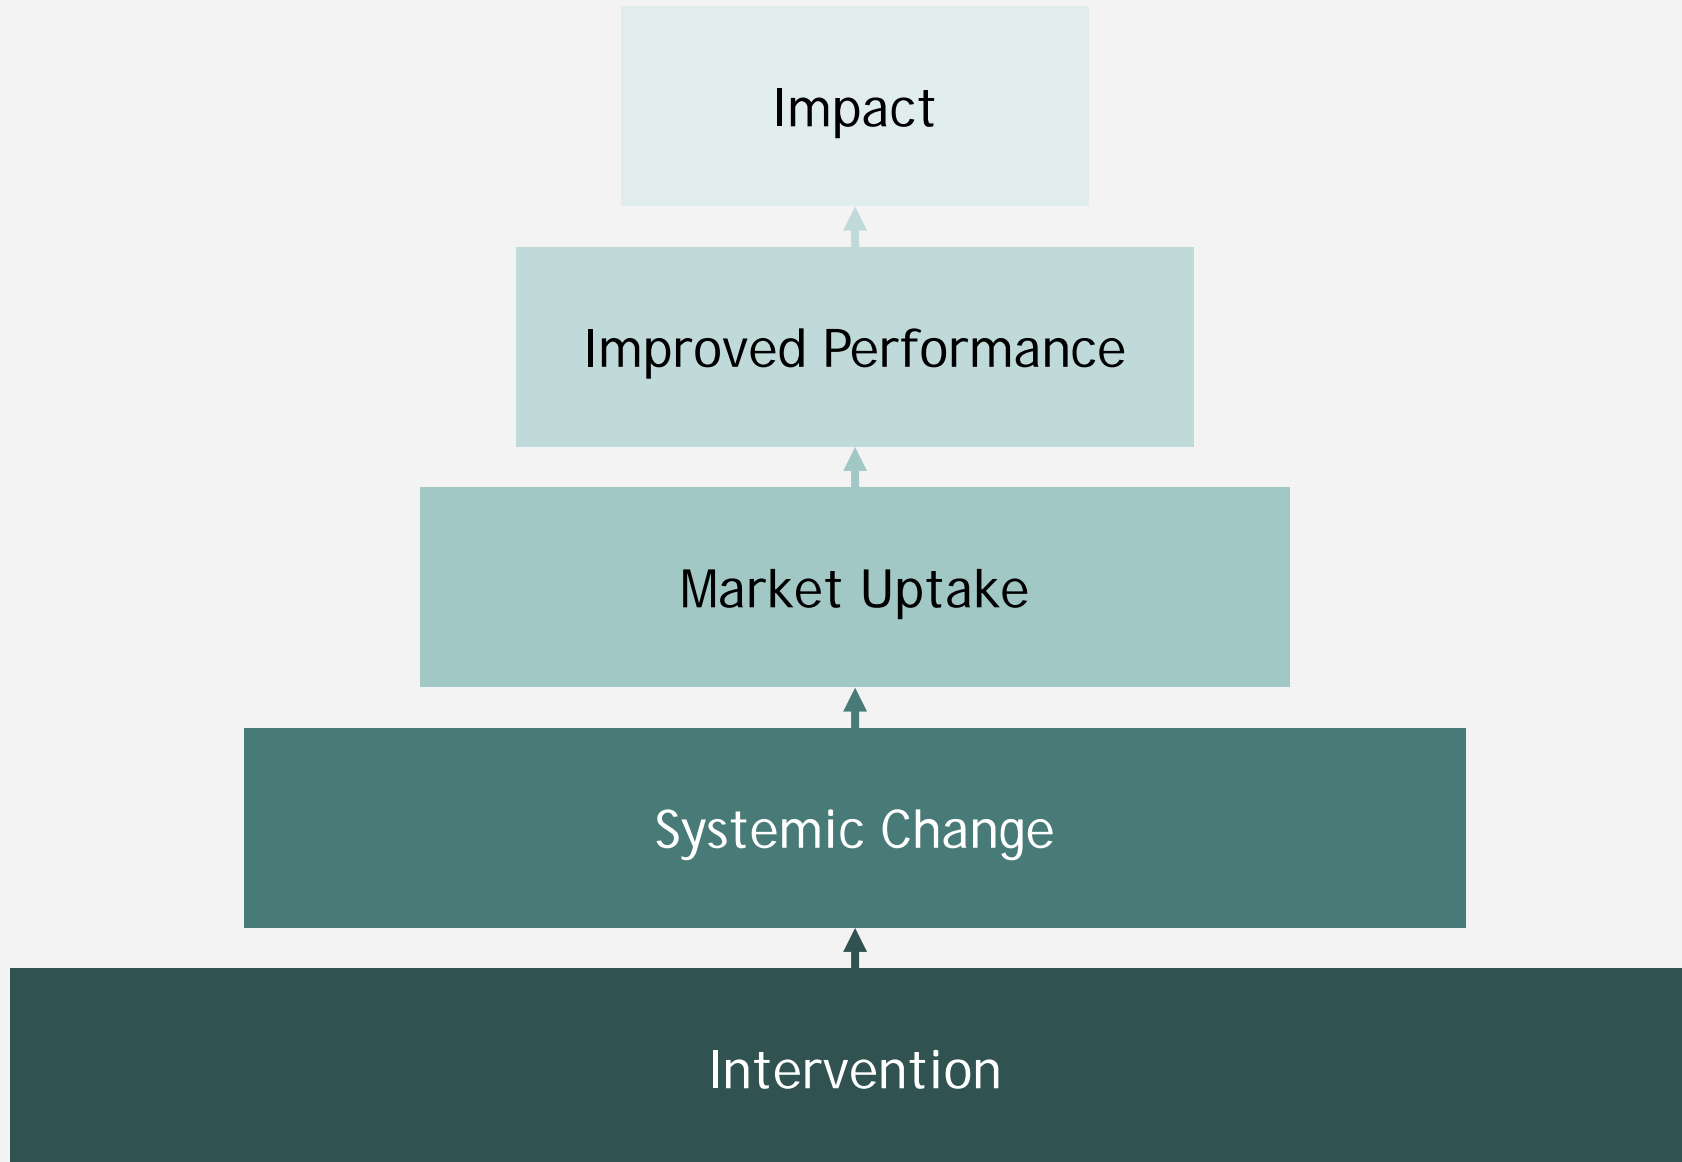 Impact
Improved Performance
Market Uptake
Systemic Change
Intervention